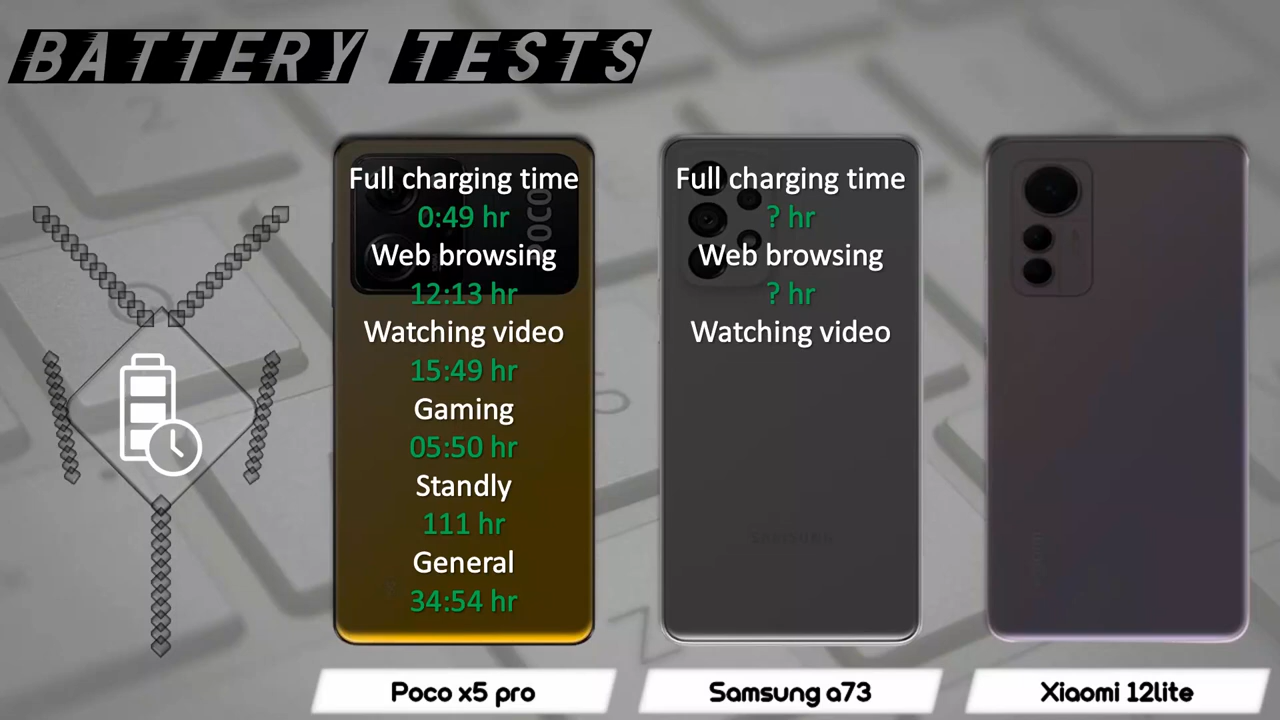 BATTERY TESTS
Full charging time
0:49 hr
Web browsing
12:13 hr
Watching video
15:49 hr
Gaming
05:50 hr
Standly
111 hr
General
34:54 hr
POCO
Poco x5 pro
Full charging time
? hr
Web browsing
? hr
Watching video
SAMSUNG
Samsung a73
Xiaomi 12lite